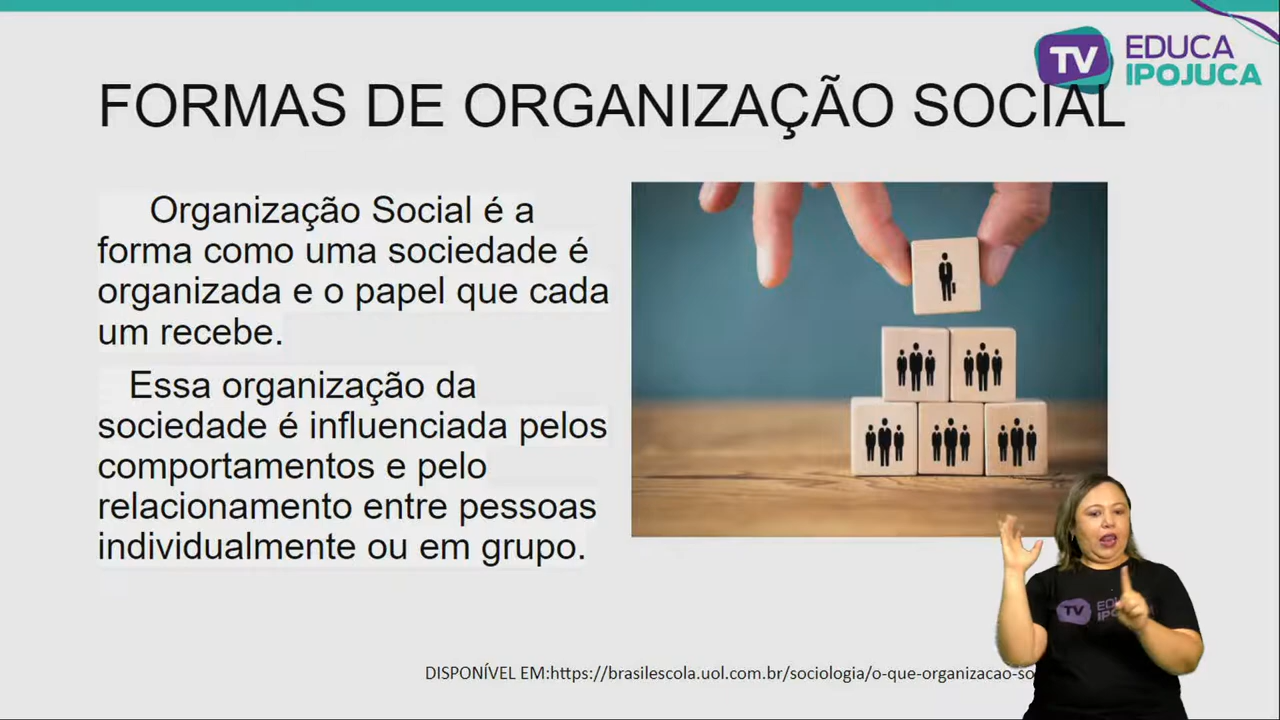 TV EDUCA
IPOJUCA
FORMAS DE ORGANIZAÇÃO SOCIAL
Organização Social é a
forma como uma sociedade é
organizada e o papel que cada
um recebe.
Essa organização da
sociedade é influenciada pelos
comportamentos e pelo
relacionamento entre pessoas
individualmente ou em grupo.
TV
DISPONÍVEL EM:https://brasilescola.uol.com.br/sociologia/o-que-organizacao-so